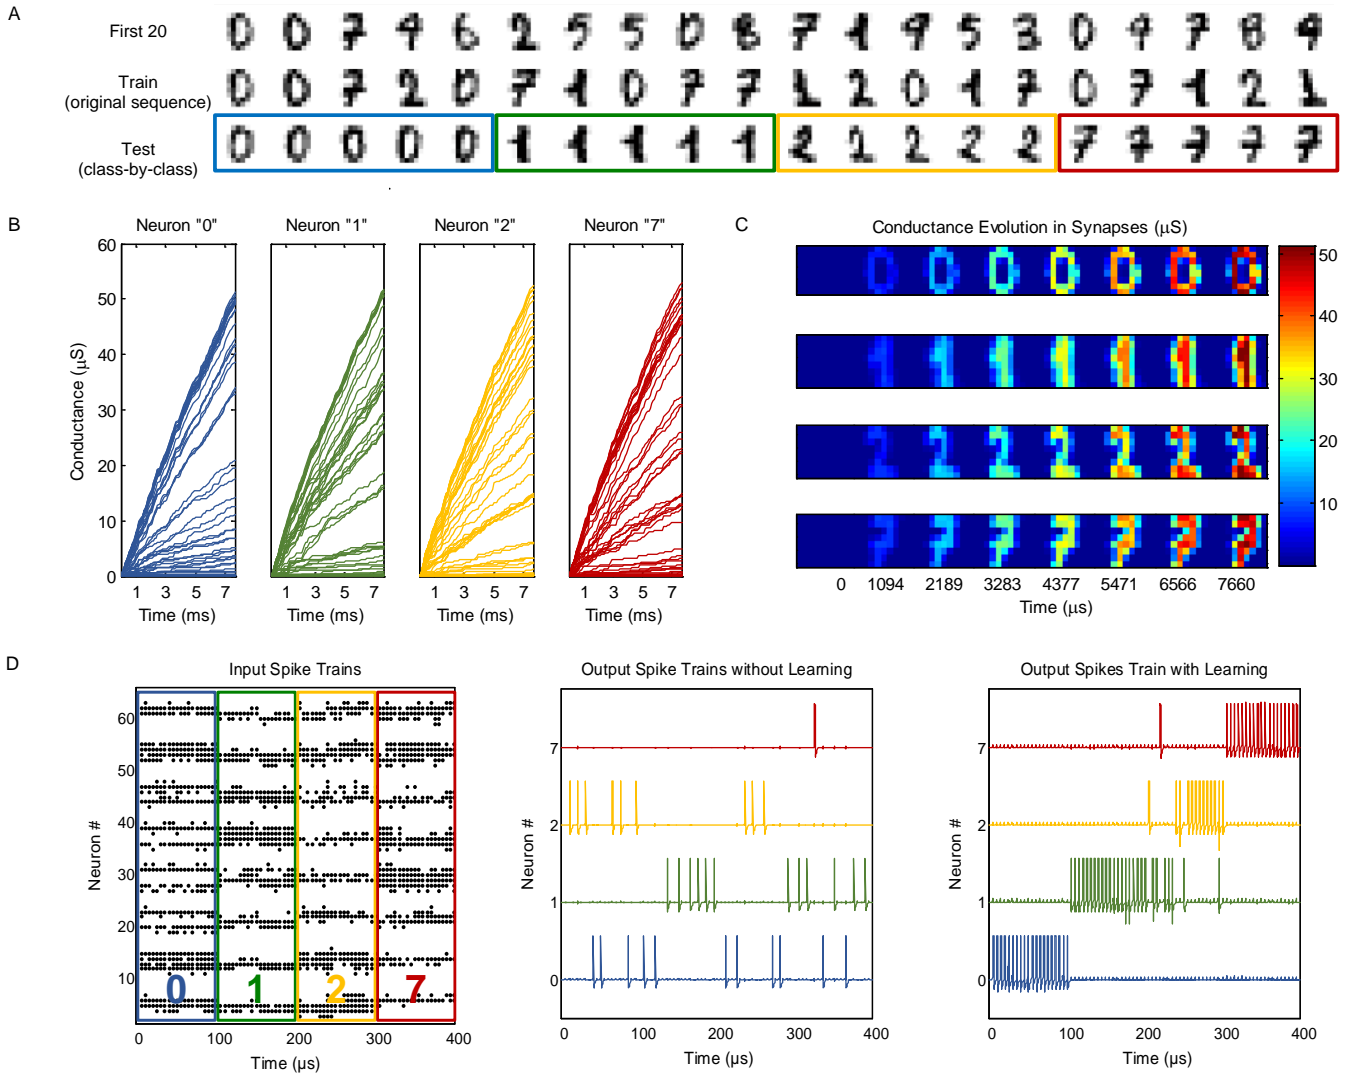 A
First 20
Train
(original sequence)
Test
(class-by-class)
B
Neuron "0"
Neuron "1"
Neuron "2"
Neuron "7"
Conductance (µS)
60
50
40
30
20
10
0
1 3 5 7
1 3 5 7
1 3 5 7
1 3 5 7
Time (ms)
Time (ms)
Time (ms)
Time (ms)
C
Conductance Evolution in Synapses (µS)
50
40
30
20
10
0 1094 2189 3283 4377 5471 6566 7660
Time (µs)
D
Input Spike Trains
Neuron #
60
50
40
30
20
10
0 1 2 7
0 100 200 300 400
Time (µs)
Output Spike Trains without Learning
Neuron #
7
2
1
0
0 100 200 300 400
Time (µs)
Output Spikes Train with Learning
Neuron #
7
2
1
0
0 100 200 300 400
Time (µs)